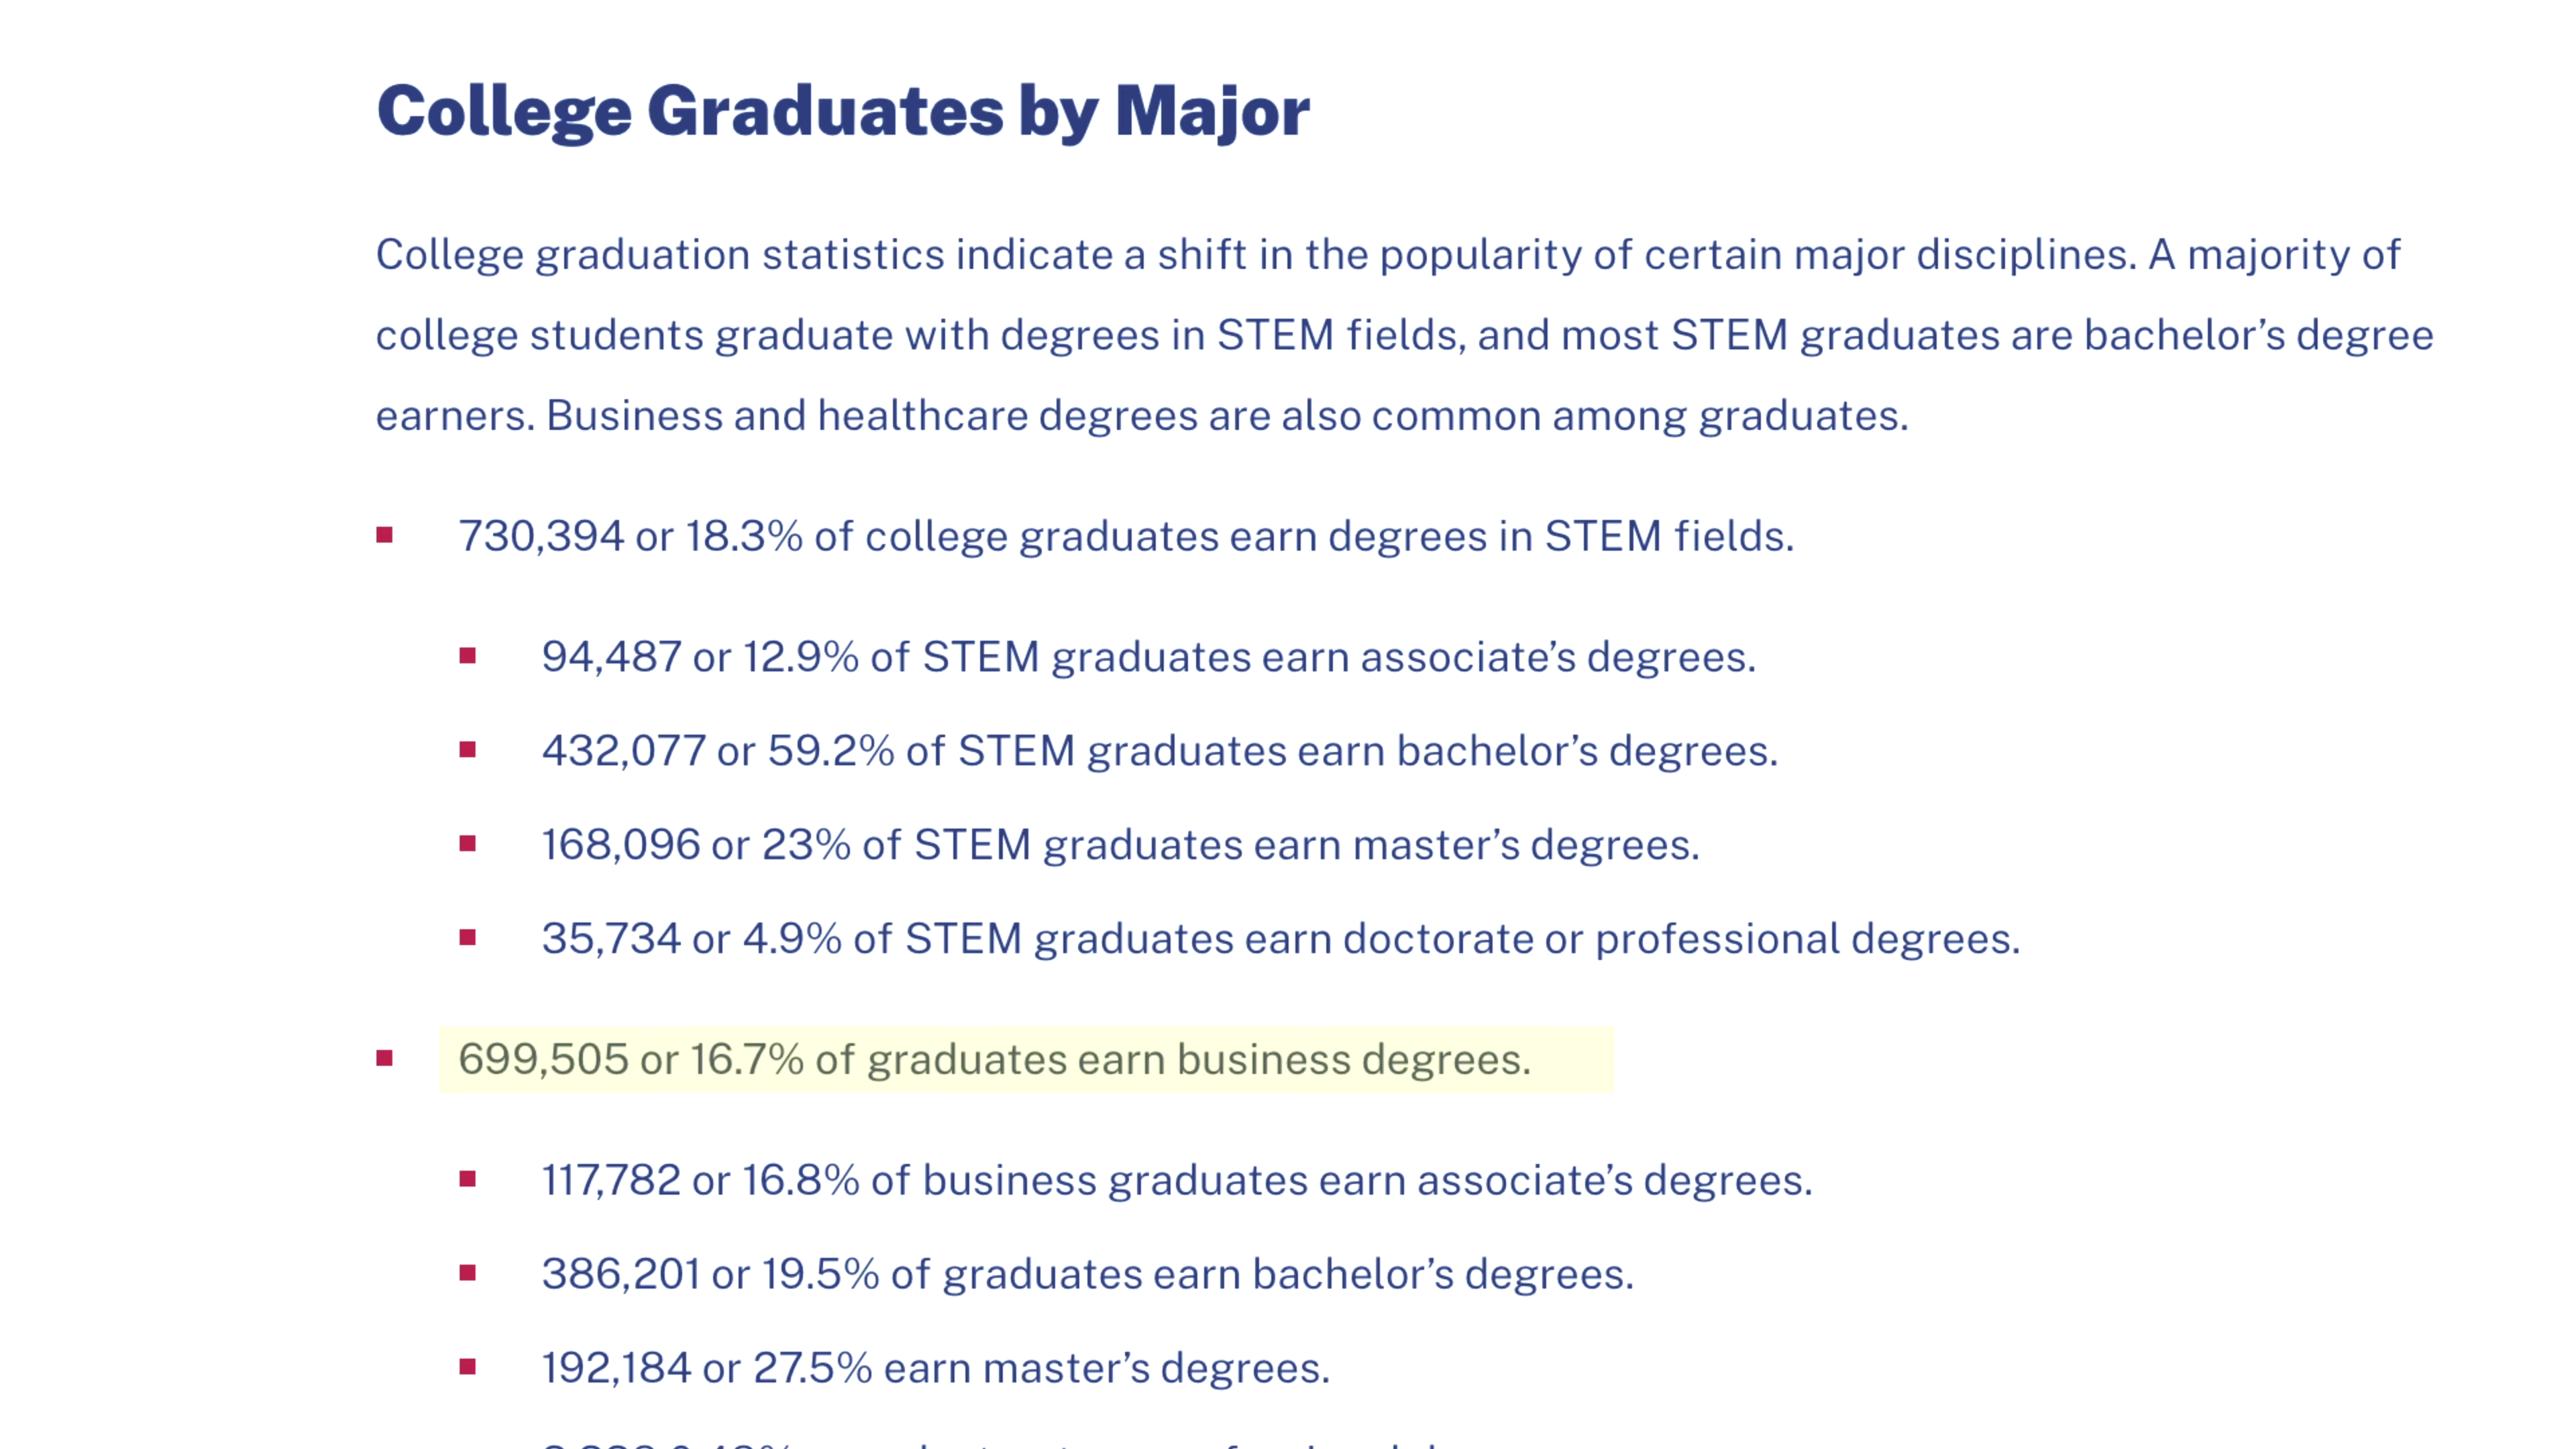 College Graduates by Major
College graduation statistics indicate a shift in the popularity of certain major disciplines. A majority of
college students graduate with degrees in STEM fields, and most STEM graduates are bachelor’s degree
earners. Business and healthcare degrees are also common among graduates.
730,394 or 18.3% of college graduates earn degrees in STEM fields.
94,487 or 12.9% of STEM graduates earn associate’s degrees.
432,077 or 59.2% of STEM graduates earn bachelor’s degrees.
168,096 or 23% of STEM graduates earn master’s degrees.
35,734 or 4.9% of STEM graduates earn doctorate or professional degrees.
699,505 or 16.7% of graduates earn business degrees.
117,782 or 16.8% of business graduates earn associate’s degrees.
386,201 or 19.5% of graduates earn bachelor’s degrees.
192,184 or 27.5% earn master’s degrees.